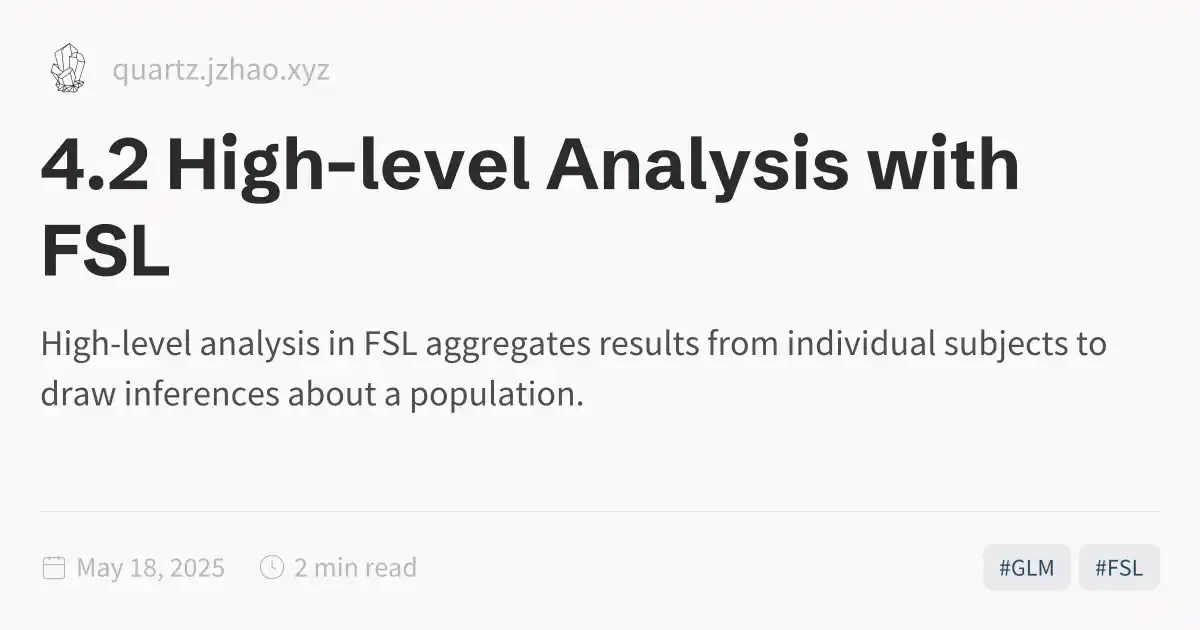 quartz.jzhao.xyz
4.2 High-level Analysis with
FSL
High-level analysis in FSL aggregates results from individual subjects to
draw inferences about a population.
May 18, 2025 2 min read #GLM #FSL